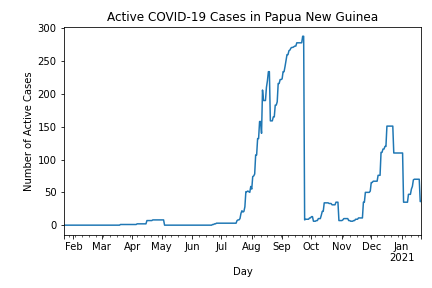 Active COVID-19 Cases in Papua New Guinea
Number of Active Cases
300
250
200
150
100
50
0
Feb Mar Apr May Jun Jul Aug Sep Oct Nov Dec Jan
2021
Day